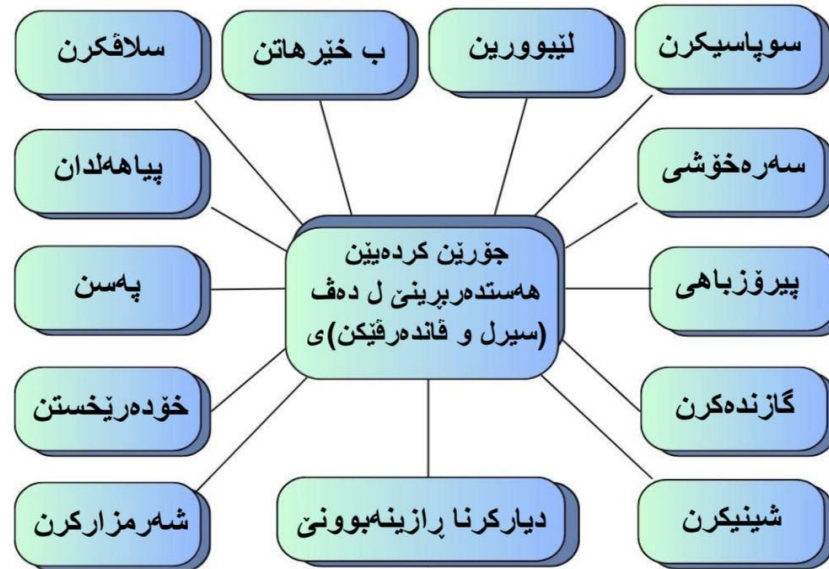 سوپاسیکرن
لێبوورین
ب خێرهاتن
سلاڤکرن
سەرەخۆشی
پیاهەلدان
جۆرێن کردەیێن
هەستدەربڕینێ ل دەڤ
(سیرل و ڤاندەرڤێکن)ی
پیرۆزباهی
پەسن
گازندەکرن
خۆدەرێخستن
شینیکرن
دیارکرنا ڕازینەبوونێ
شەرمزارکرن